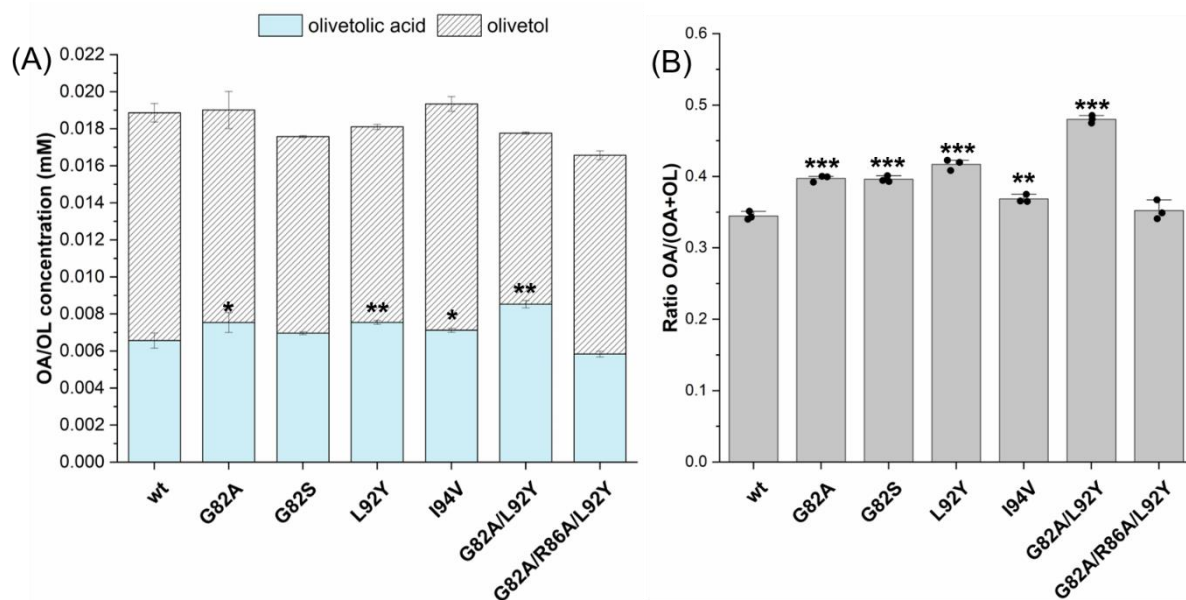 olivetolic acid olivetol
(A)
OA/OL concentration (mM)
0.022
0.020
0.018
0.016
0.014
0.012
0.010
0.008
0.006
0.004
0.002
0.000
* ** * **
wt G82A G82S L92Y I94V G82A/L92Y G82A/R86A/L92Y
(B)
Ratio OA/(OA+OL)
0.6
0.5
0.4
0.3
0.2
0.1
0.0
*** *** *** ** ***
wt G82A G82S L92Y I94V G82A/L92Y G82A/R86A/L92Y